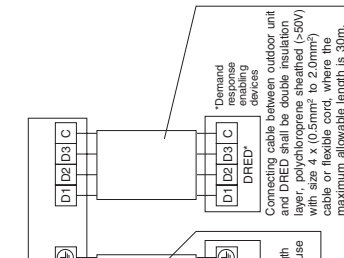 D1 D2 D3 C
*Demand
response
enabling
devices
D1 D2 D3 C
DRED*
Connecting cable between outdoor unit
and DRED shall be double insulation
layer, polychloroprene sheathed (>50V)
with size 4 x (0.5mm² to 2.0mm²)
cable or flexible cord, where the
maximum allowable length is 30m.
gth
use